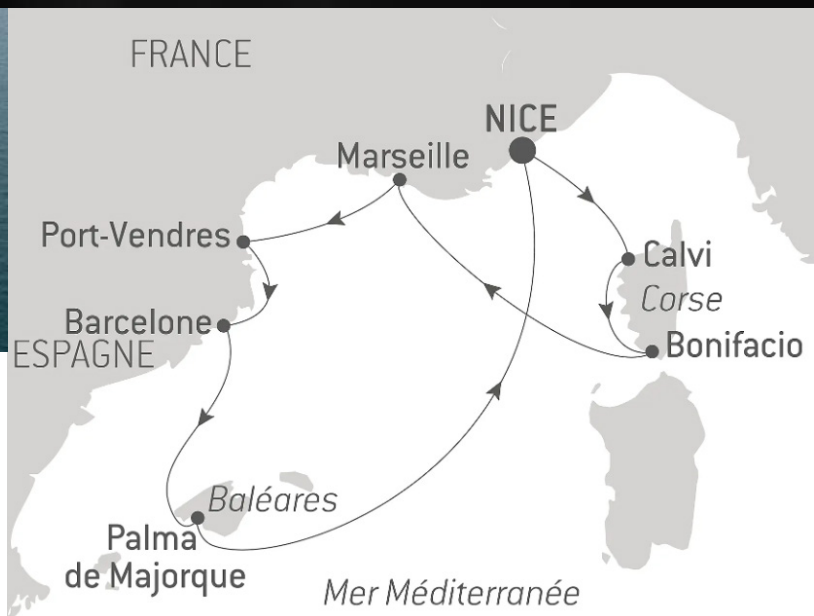 FRANCE
NICE
Marseille
Port-Vendres
Calvi
Corse
Barcelone
Bonifacio
ESPAGNE
Baléares
Palma
de Majorque
Mer Méditerranée